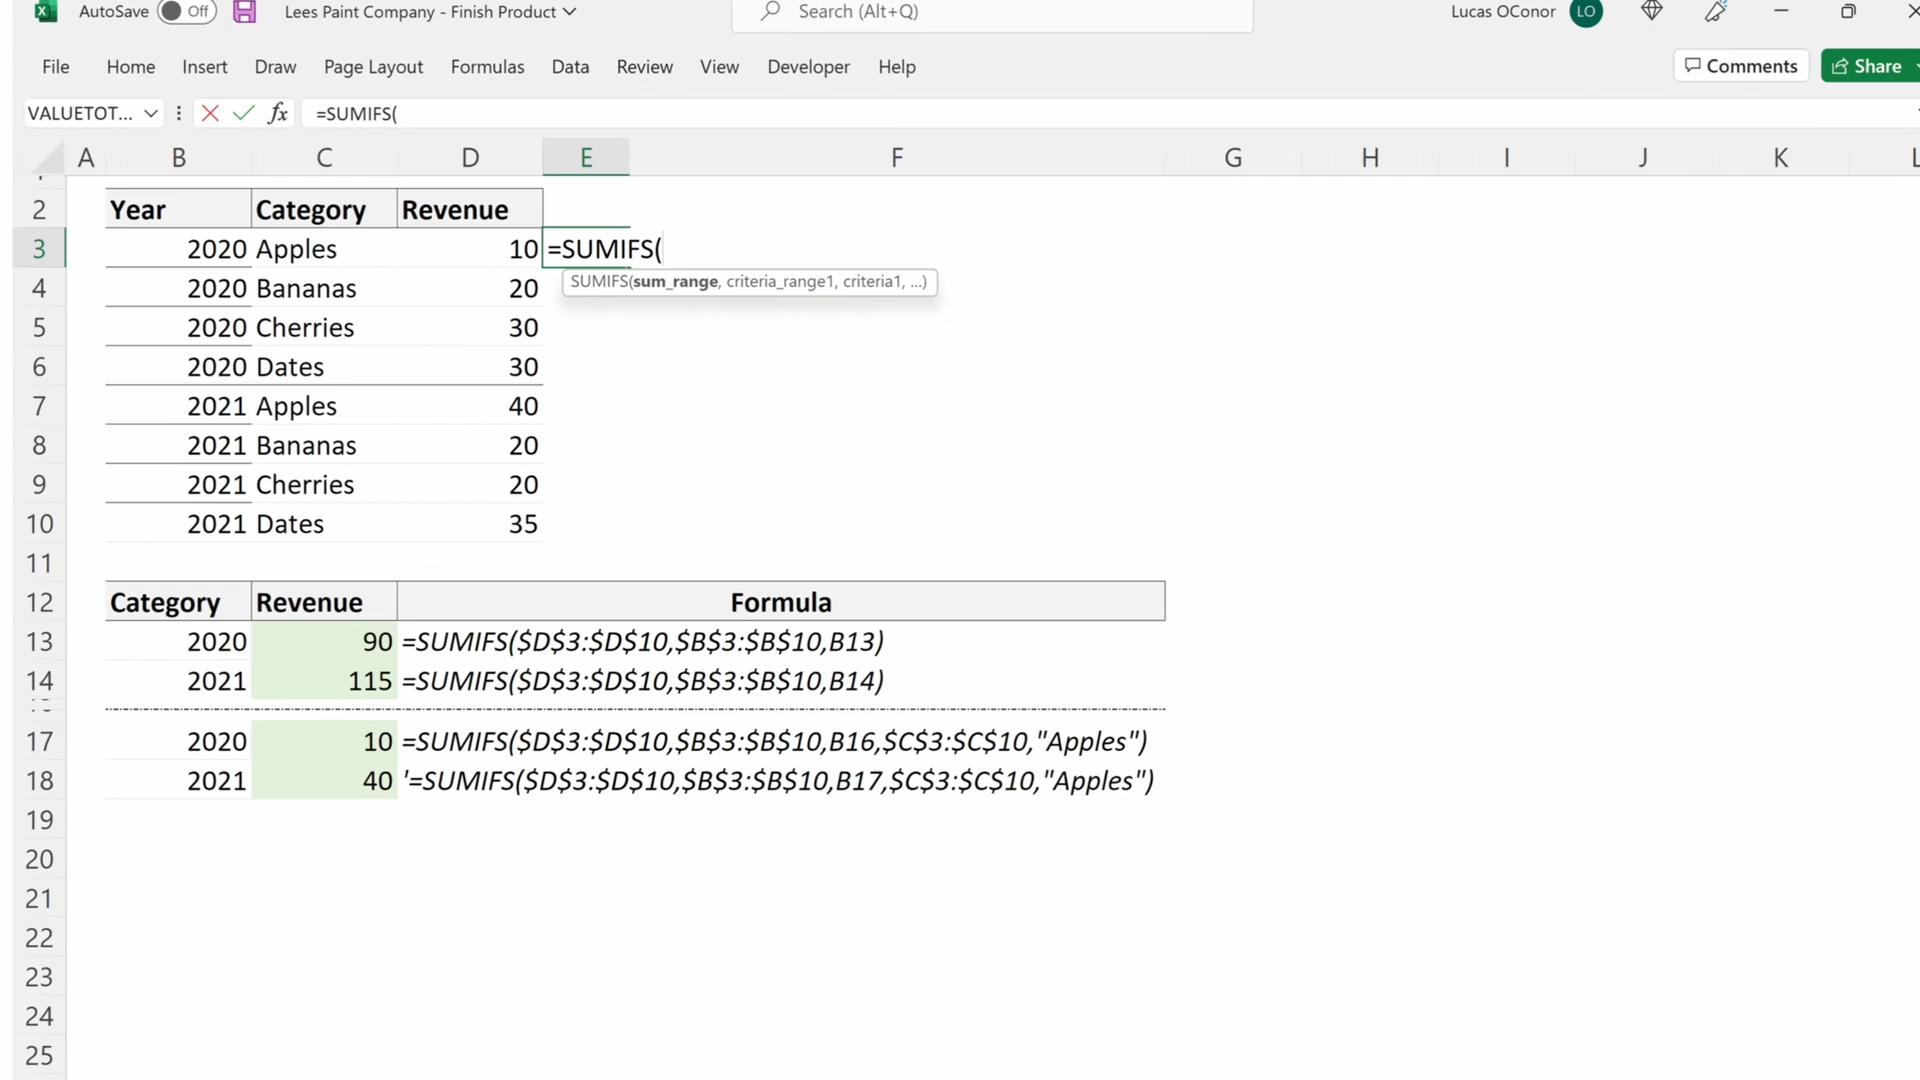 AutoSave Off Lees Paint Company - Finish Product Search (Alt+Q) Lucas OConor LO
File Home Insert Draw Page Layout Formulas Data Review View Developer Help Comments Share
VALUETOT... fx =SUMIFS(
A B C D E F G H I J K L
2 Year Category Revenue
3 2020 Apples 10 =SUMIFS(
SUMIFS(sum_range, criteria_range1, criteria1, ...)
4 2020 Bananas 20
5 2020 Cherries 30
6 2020 Dates 30
7 2021 Apples 40
8 2021 Bananas 20
9 2021 Cherries 20
10 2021 Dates 35
11
12 Category Revenue Formula
13 2020 90 =SUMIFS($D$3:$D$10,$B$3:$B$10,B13)
14 2021 115 =SUMIFS($D$3:$D$10,$B$3:$B$10,B14)
17 2020 10 =SUMIFS($D$3:$D$10,$B$3:$B$10,B16,$C$3:$C$10,"Apples")
18 2021 40 '=SUMIFS($D$3:$D$10,$B$3:$B$10,B17,$C$3:$C$10,"Apples")
19
20
21
22
23
24
25